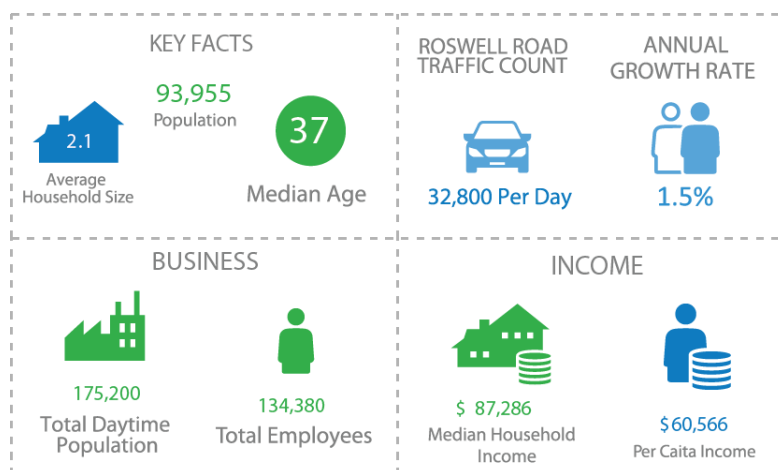 KEY FACTS
93,955
Population
2.1
Average
Household Size
37
Median Age
ROSWELL ROAD
TRAFFIC COUNT
32,800 Per Day
ANNUAL
GROWTH RATE
1.5%
BUSINESS
175,200
Total Daytime
Population
134,380
Total Employees
INCOME
$ 87,286
Median Household
Income
$60,566
Per Caita Income